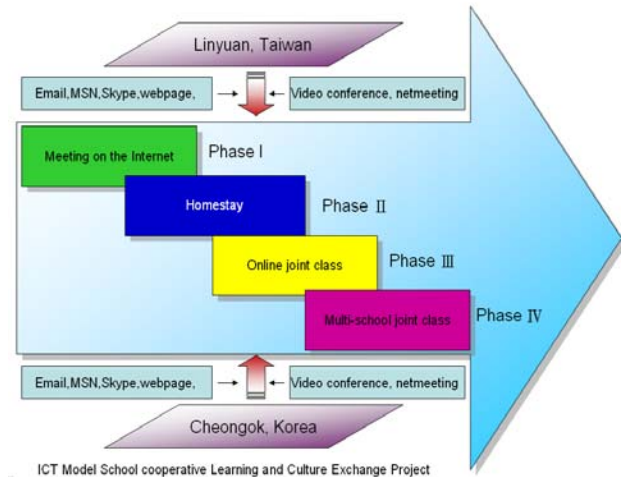 Linyuan, Taiwan
Email,MSN,Skype,webpage,
Video conference, netmeeting
Meeting on the Internet
Phase I
Homestay
Phase II
Online joint class
Phase III
Multi-school joint class
Phase IV
Email,MSN,Skype,webpage,
Video conference, netmeeting
Cheongok, Korea
ICT Model School cooperative Learning and Culture Exchange Project